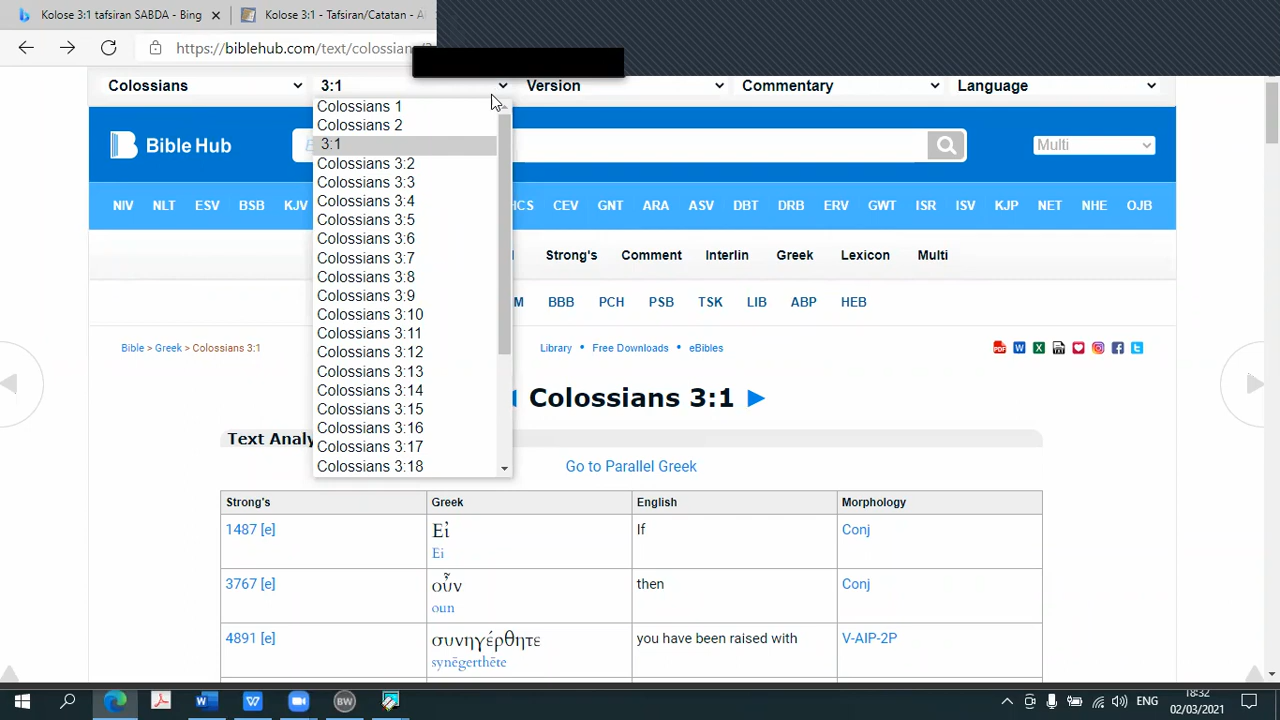 Kolose 3:1 tafsiran SABDA - Bing
Kolose 3:1 - Tafsiran/Catatan -
https://biblehub.com/text/colossian
Colossians
3:1
Version
Commentary
Language
Colossians 1
Colossians 2
3:1
Colossians 3:2
Colossians 3:3
Colossians 3:4
Colossians 3:5
Colossians 3:6
Colossians 3:7
Colossians 3:8
Colossians 3:9
Colossians 3:10
Colossians 3:11
Colossians 3:12
Colossians 3:13
Colossians 3:14
Colossians 3:15
Colossians 3:16
Colossians 3:17
Colossians 3:18
Bible Hub
Multi
NIV NLT ESV BSB KJV HCS CEV GNT ARA ASV DBT DRB ERV GWT ISR ISV KJP NET NHE OJB
Strong's Comment Interlin Greek Lexicon Multi
M BBB PCH PSB TSK LIB ABP HEB
Bible > Greek > Colossians 3:1
Library • Free Downloads • eBibles
◄ Colossians 3:1 ►
Text Analy
Go to Parallel Greek
Strong's Greek English Morphology
1487 [e] Εἰ If Conj
Ei
3767 [e] οὖν then Conj
oun
4891 [e] συνηγέρθητε you have been raised with V-AIP-2P
synēgerthēte
BW
ENG
18:32
02/03/2021